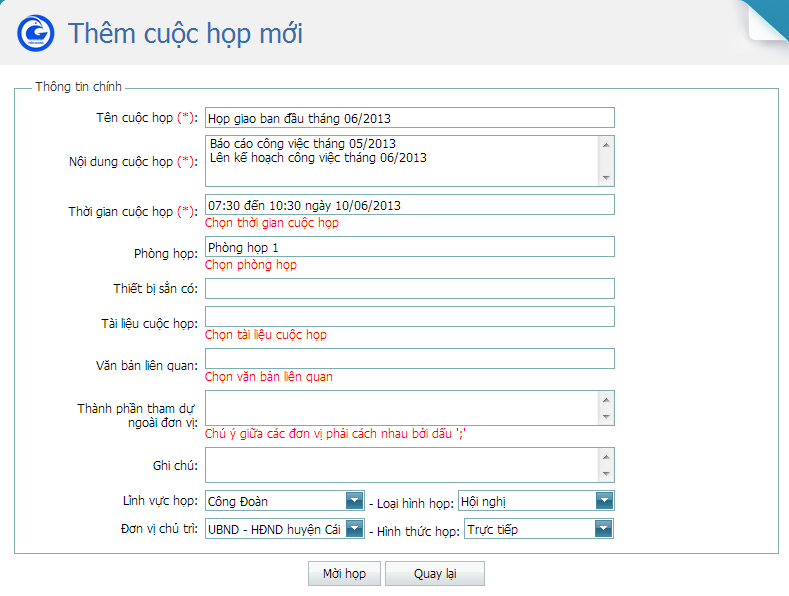 Thêm cuộc họp mới
Thông tin chính
Tên cuộc họp (*): Họp giao ban đầu tháng 06/2013
Nội dung cuộc họp (*): Báo cáo công việc tháng 05/2013
Lên kế hoạch công việc tháng 06/2013
Thời gian cuộc họp (*): 07:30 đến 10:30 ngày 10/06/2013
Chọn thời gian cuộc họp
Phòng họp: Phòng họp 1
Chọn phòng họp
Thiết bị sẵn có:
Tài liệu cuộc họp:
Chọn tài liệu cuộc họp
Văn bản liên quan:
Chọn văn bản liên quan
Thành phần tham dự
ngoài đơn vị:
Chú ý giữa các đơn vị phải cách nhau bởi dấu ';'
Ghi chú:
Lĩnh vực họp: Công Đoàn - Loại hình họp: Hội nghị
Đơn vị chủ trì: UBND - HĐND huyện Cái - Hình thức họp: Trực tiếp
Mời họp Quay lại